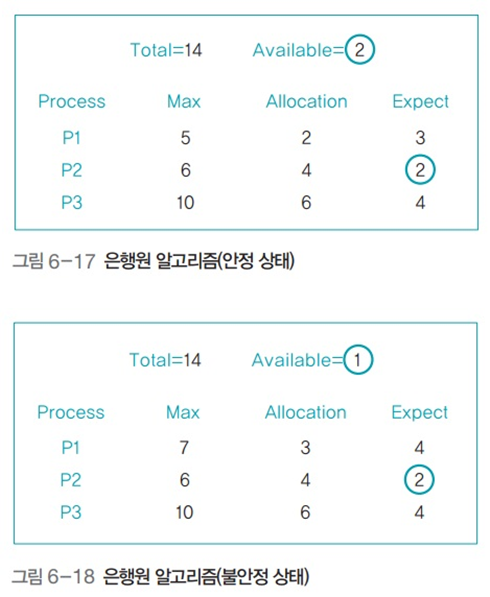 Total=14 Available=2
Process Max Allocation Expect
P1 5 2 3
P2 6 4 2
P3 10 6 4
그림 6-17 은행원 알고리즘(안정 상태)
Total=14 Available=1
Process Max Allocation Expect
P1 7 3 4
P2 6 4 2
P3 10 6 4
그림 6-18 은행원 알고리즘(불안정 상태)